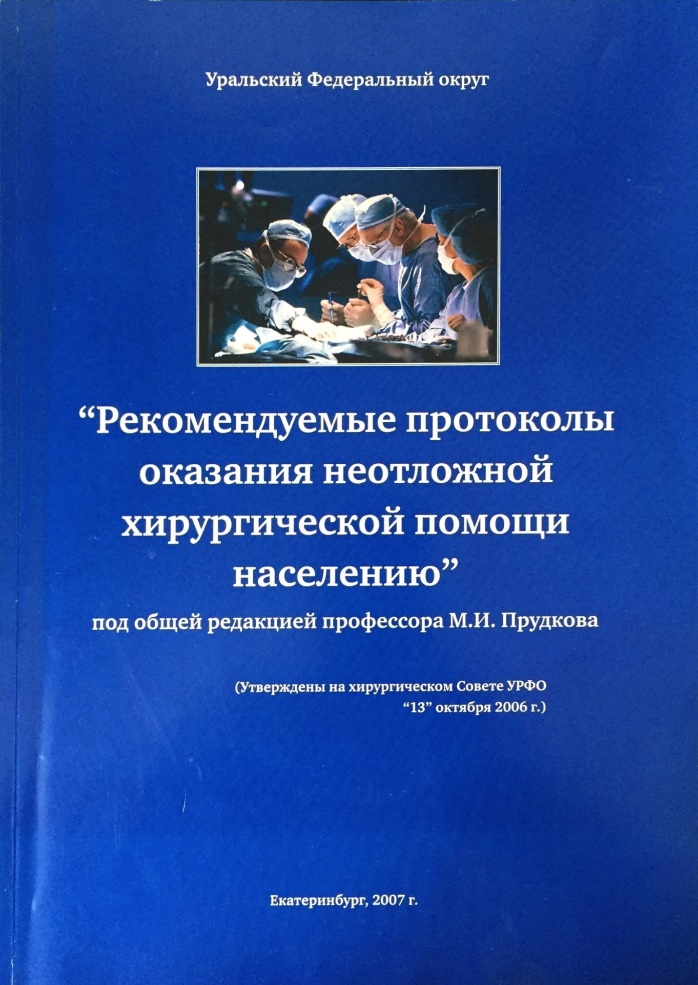 Уральский Федеральный округ
“Рекомендуемые протоколы
оказания неотложной
хирургической помощи
населению”
под общей редакцией профессора М.И. Прудкова
(Утверждены на хирургическом Совете УРФО
“13” октября 2006 г.)
Екатеринбург, 2007 г.